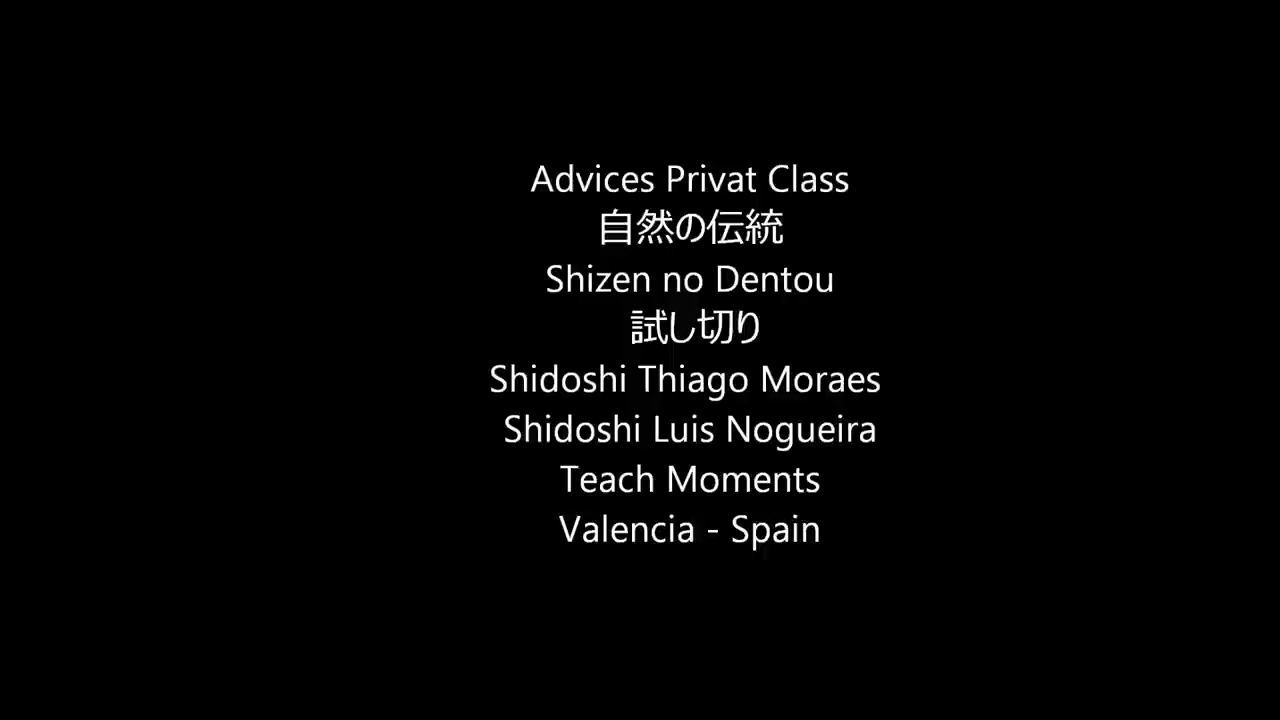 Advices Privat Class
自然の伝統
Shizen no Dentou
試し切り
Shidoshi Thiago Moraes
Shidoshi Luis Nogueira
Teach Moments
Valencia - Spain